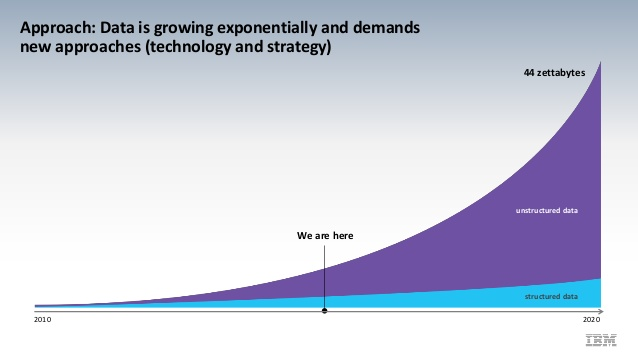 Approach: Data is growing exponentially and demands
new approaches (technology and strategy)
44 zettabytes
unstructured data
We are here
structured data
2010
2020
IBM